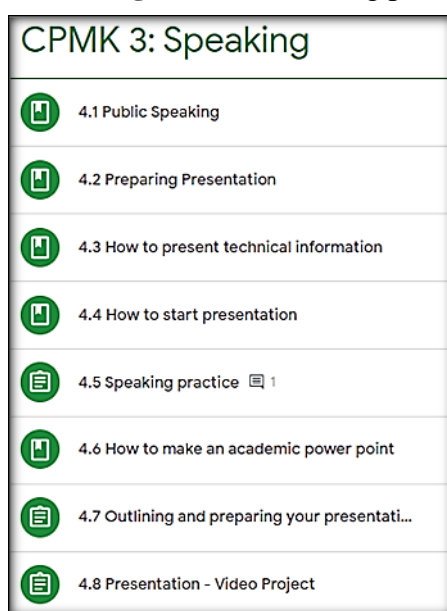 CPMK 3: Speaking
4.1 Public Speaking
4.2 Preparing Presentation
4.3 How to present technical information
4.4 How to start presentation
4.5 Speaking practice 1
4.6 How to make an academic power point
4.7 Outlining and preparing your presentati...
4.8 Presentation - Video Project